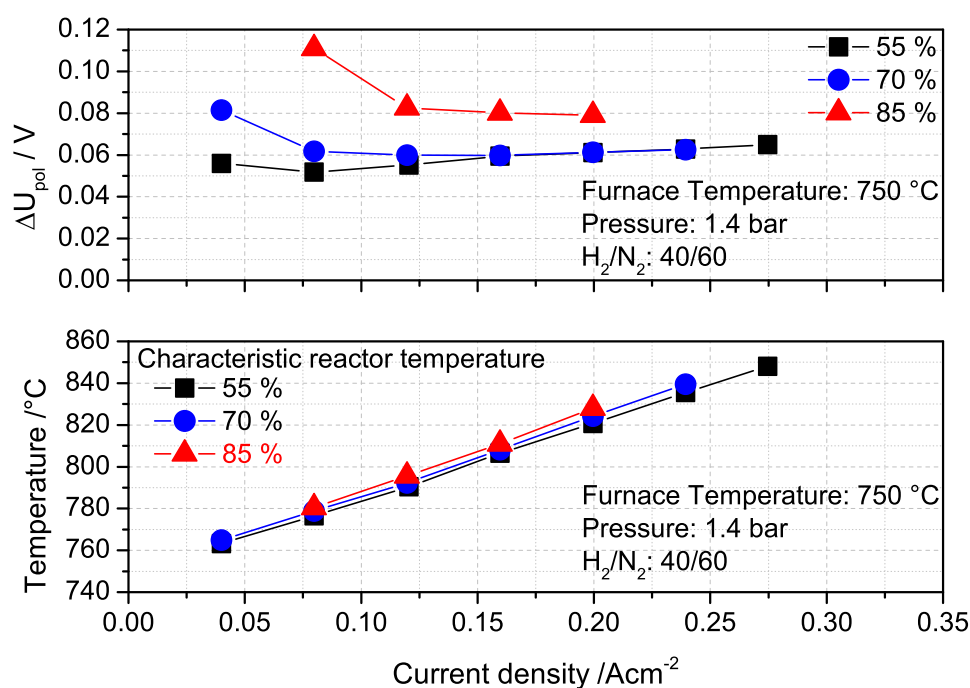 0.12
0.10
0.08
0.06
0.04
0.02
0.00
ΔU_pol / V
55 %
70 %
85 %
Furnace Temperature: 750 °C
Pressure: 1.4 bar
H₂/N₂: 40/60
860
840
820
800
780
760
740
Temperature /°C
Characteristic reactor temperature
55 %
70 %
85 %
Furnace Temperature: 750 °C
Pressure: 1.4 bar
H₂/N₂: 40/60
0.00 0.05 0.10 0.15 0.20 0.25 0.30 0.35
Current density /Acm⁻²